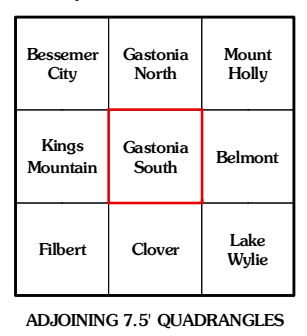 Bessemer
City
Gastonia
North
Mount
Holly
Kings
Mountain
Gastonia
South
Belmont
Filbert
Clover
Lake
Wylie
ADJOINING 7.5' QUADRANGLES